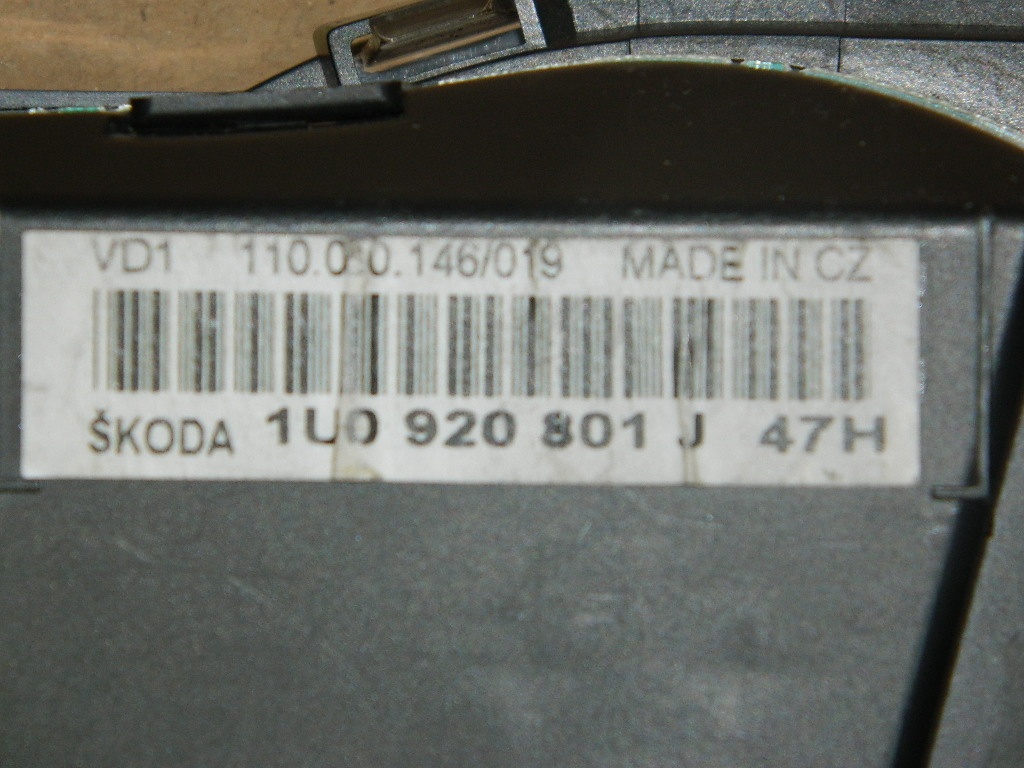 VD1 110.080.146/019 MADE IN CZ
ŠKODA 1U0 920 801 J 47H